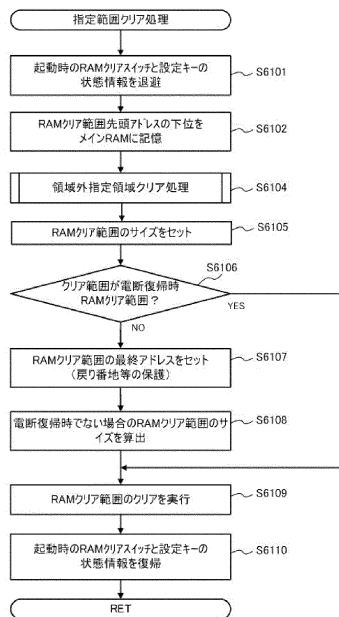 指定範囲クリア処理
起動時のRAMクリアスイッチと設定キーの
状態情報を退避
S6101
RAMクリア範囲先頭アドレスの下位を
メインRAMに記憶
S6102
領域外指定領域クリア処理
S6104
RAMクリア範囲のサイズをセット
S6105
S6106
クリア範囲が電断復帰時
RAMクリア範囲？
YES
NO
RAMクリア範囲の最終アドレスをセット
（戻り番地等の保護）
S6107
電断復帰時でない場合のRAMクリア範囲のサ
イズを算出
S6108
RAMクリア範囲のクリアを実行
S6109
起動時のRAMクリアスイッチと設定キーの
状態情報を復帰
S6110
RET